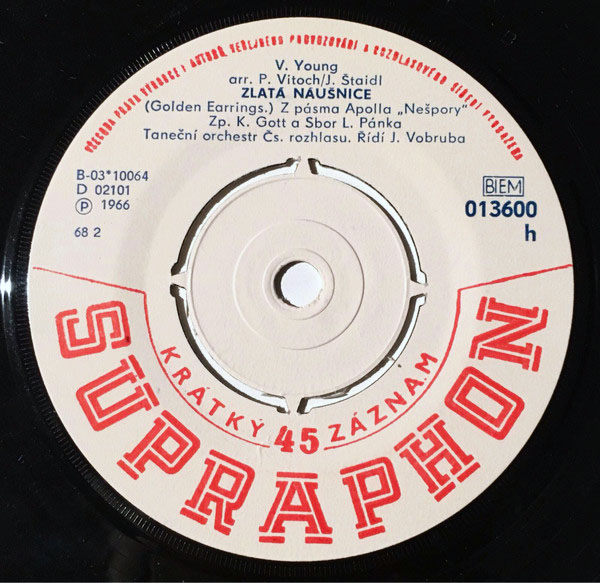 VŠECHNA PRÁVA VÝROBCE I AUTORŮ, VEREJNÉHO PROVOZOVÁNÍ A ROZHLASOVÉHO ŠÍŘENÍ VYHRAZENA
V. Young
arr. P. Vitoch/J. Štaidl
ZLATÁ NÁUŠNICE
(Golden Earrings.) Z pásma Apolla „Nešpory"
Zp. K. Gott a Sbor L. Pánka
Taneční orchestr Čs. rozhlasu. Řídí J. Vobruba
B-03*10064
D 02101
Ⓟ 1966
68 2
BIEM
013600
h
KRÁTKÝ 45 ZÁZNAM
SUPRAPHON